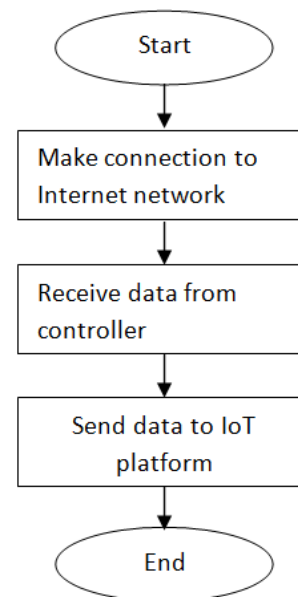 Start
Make connection to
Internet network
Receive data from
controller
Send data to IoT
platform
End